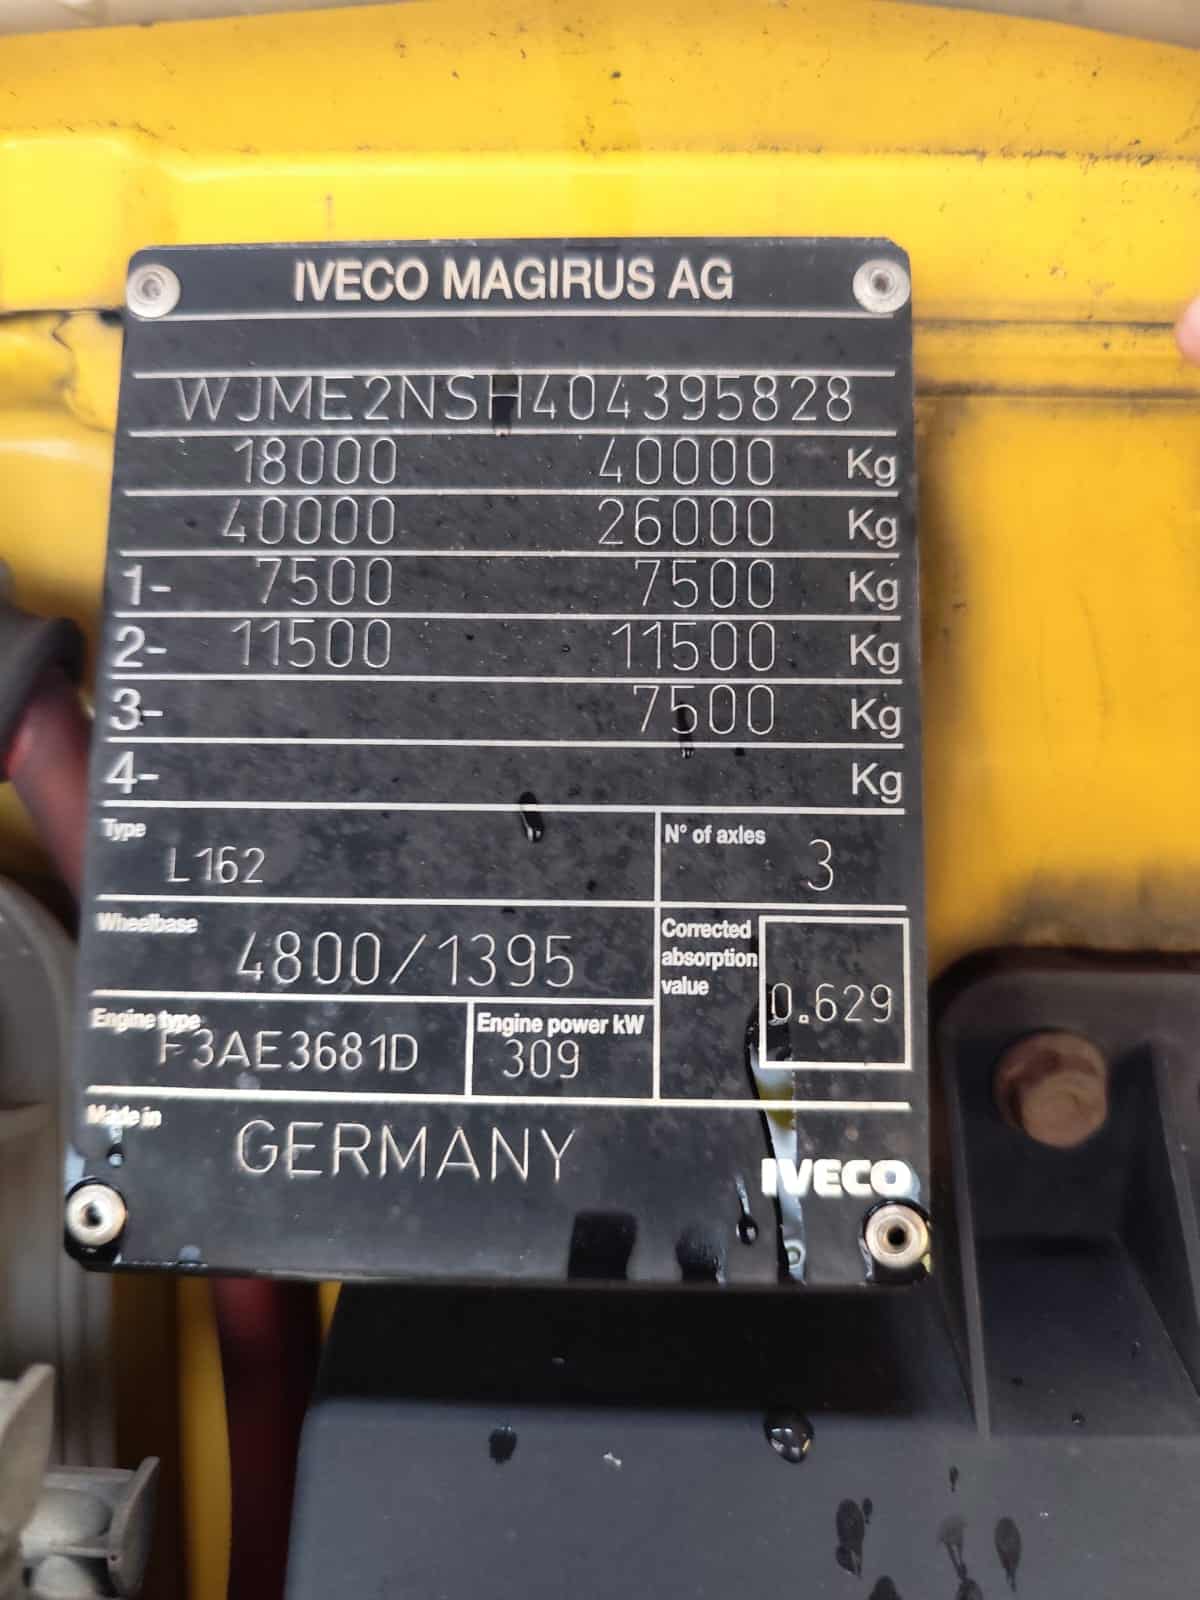 IVECO MAGIRUS AG
WJME2NSH404395828
18000 40000 Kg
40000 26000 Kg
1- 7500 7500 Kg
2- 11500 11500 Kg
3- 7500 Kg
4- Kg
Type N° of axles
L162 3
Wheelbase Corrected absorption value
4800/1395 0.629
Engine type Engine power kW
F3AE3681D 309
Made in
GERMANY
IVECO